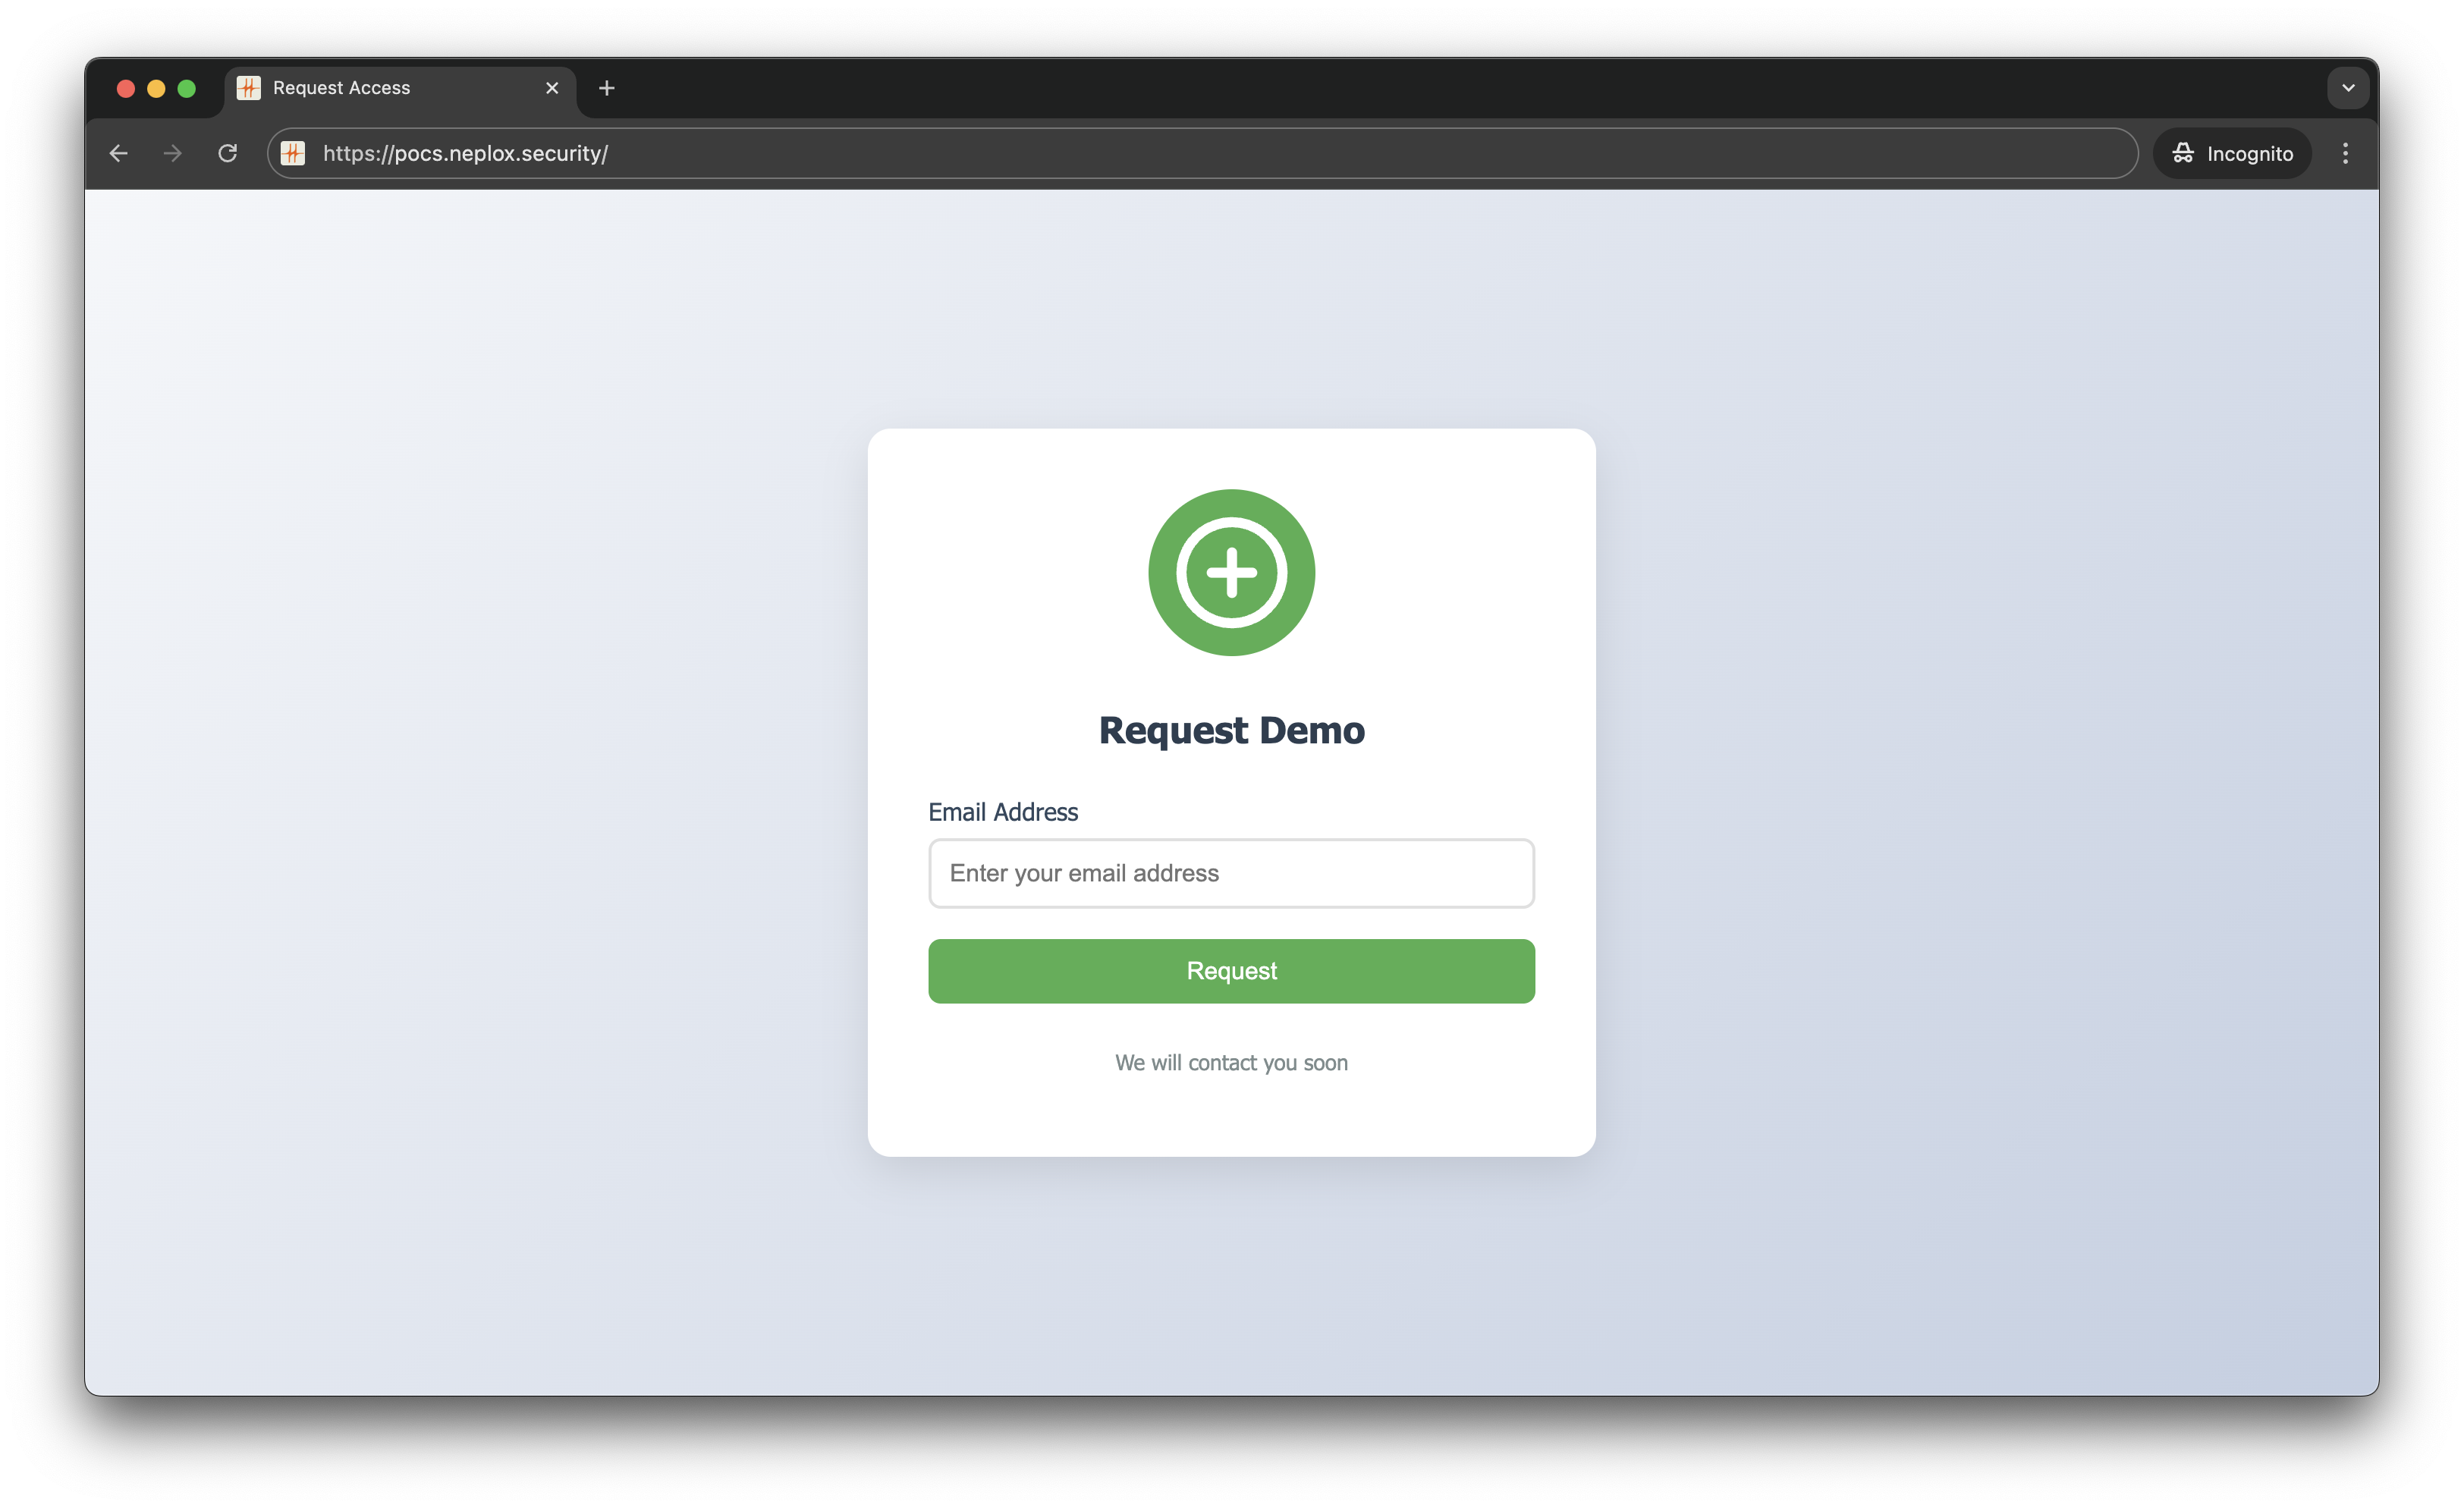 Request Access
https://pocs.neplox.security/
Incognito
Request Demo
Email Address
Enter your email address
Request
We will contact you soon